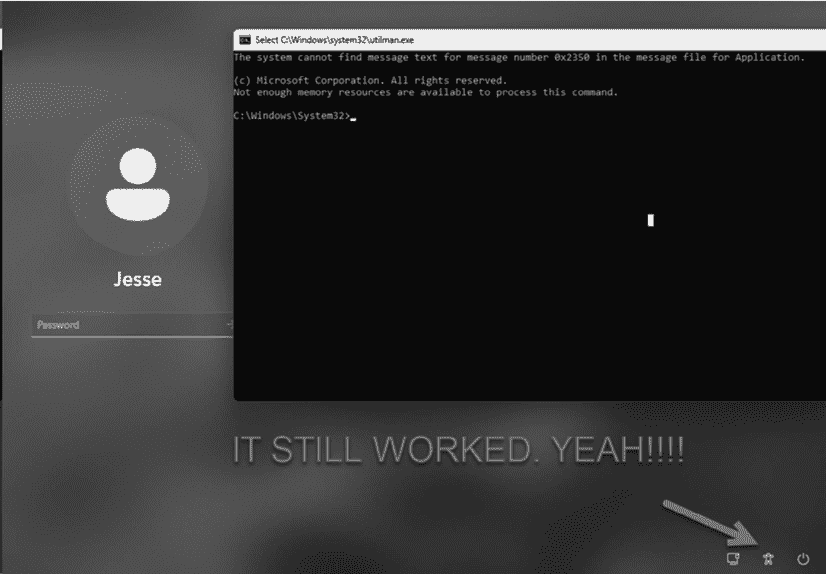 Select C:\Windows\system32\utilman.exe
The system cannot find message text for message number 0x2350 in the message file for Application.
(c) Microsoft Corporation. All rights reserved.
Not enough memory resources are available to process this command.
C:\Windows\System32>
Jesse
Password
IT STILL WORKED. YEAH!!!!